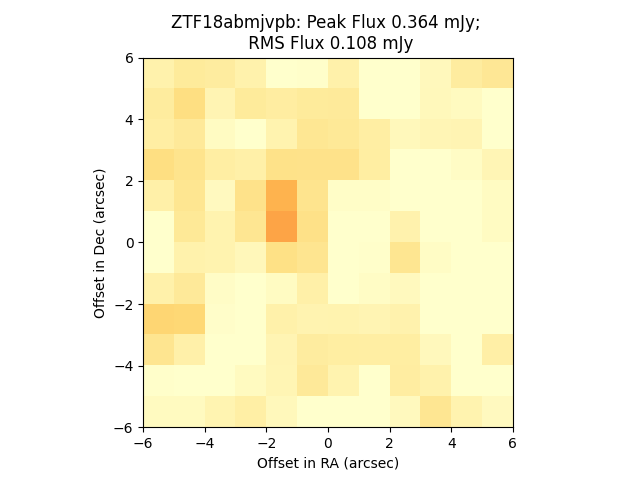 ZTF18abmjvpb: Peak Flux 0.364 mJy;
RMS Flux 0.108 mJy
6
4
2
0
−2
−4
−6
Offset in Dec (arcsec)
−6 −4 −2 0 2 4 6
Offset in RA (arcsec)